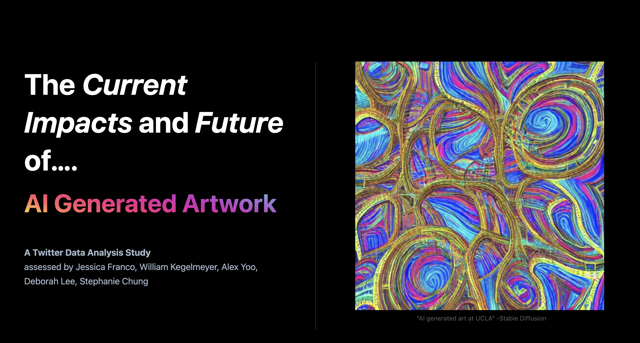 The Current
Impacts and Future
of....
AI Generated Artwork
A Twitter Data Analysis Study
assessed by Jessica Franco, William Kegelmeyer, Alex Yoo,
Deborah Lee, Stephanie Chung
"AI generated art at UCLA" -Stable Diffusion